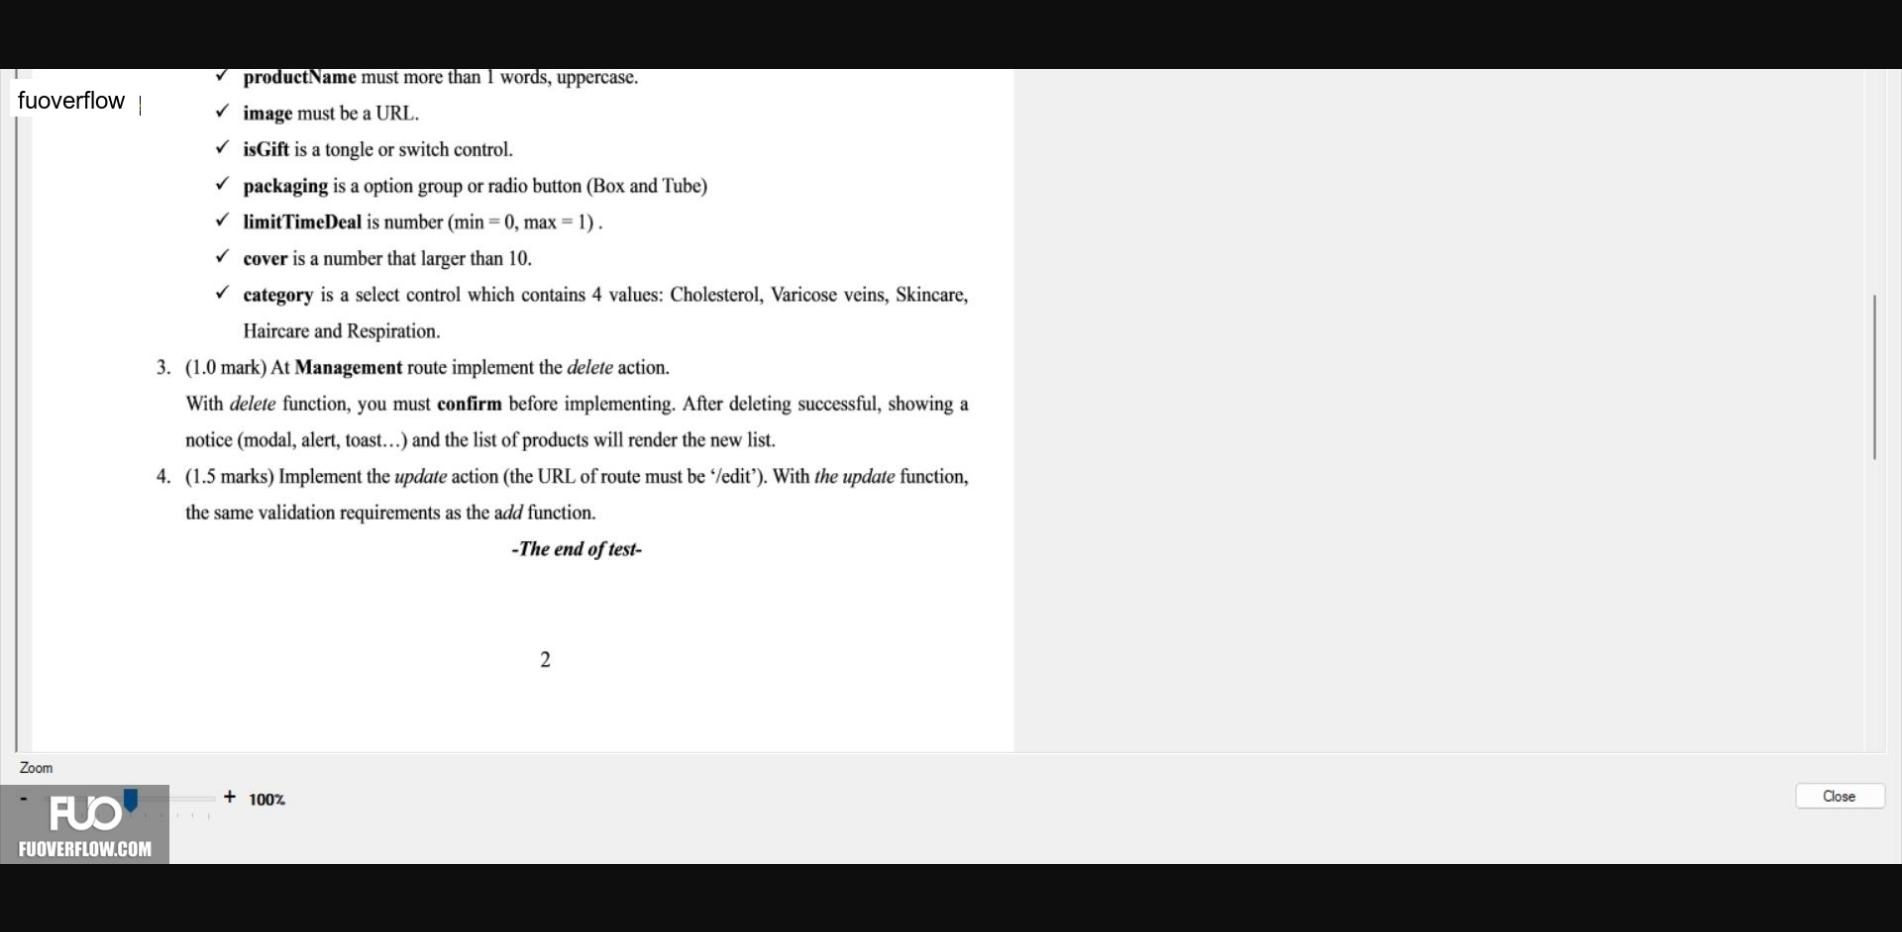 ✓ productName must more than 1 words, uppercase.
fuoverflow |
✓ image must be a URL.
✓ isGift is a tongle or switch control.
✓ packaging is a option group or radio button (Box and Tube)
✓ limitTimeDeal is number (min = 0, max = 1) .
✓ cover is a number that larger than 10.
✓ category is a select control which contains 4 values: Cholesterol, Varicose veins, Skincare,
Haircare and Respiration.
3. (1.0 mark) At Management route implement the delete action.
With delete function, you must confirm before implementing. After deleting successful, showing a
notice (modal, alert, toast…) and the list of products will render the new list.
4. (1.5 marks) Implement the update action (the URL of route must be ‘/edit’). With the update function,
the same validation requirements as the add function.
-The end of test-
2
Zoom
- + 100%
Close
FUO
FUOVERFLOW.COM